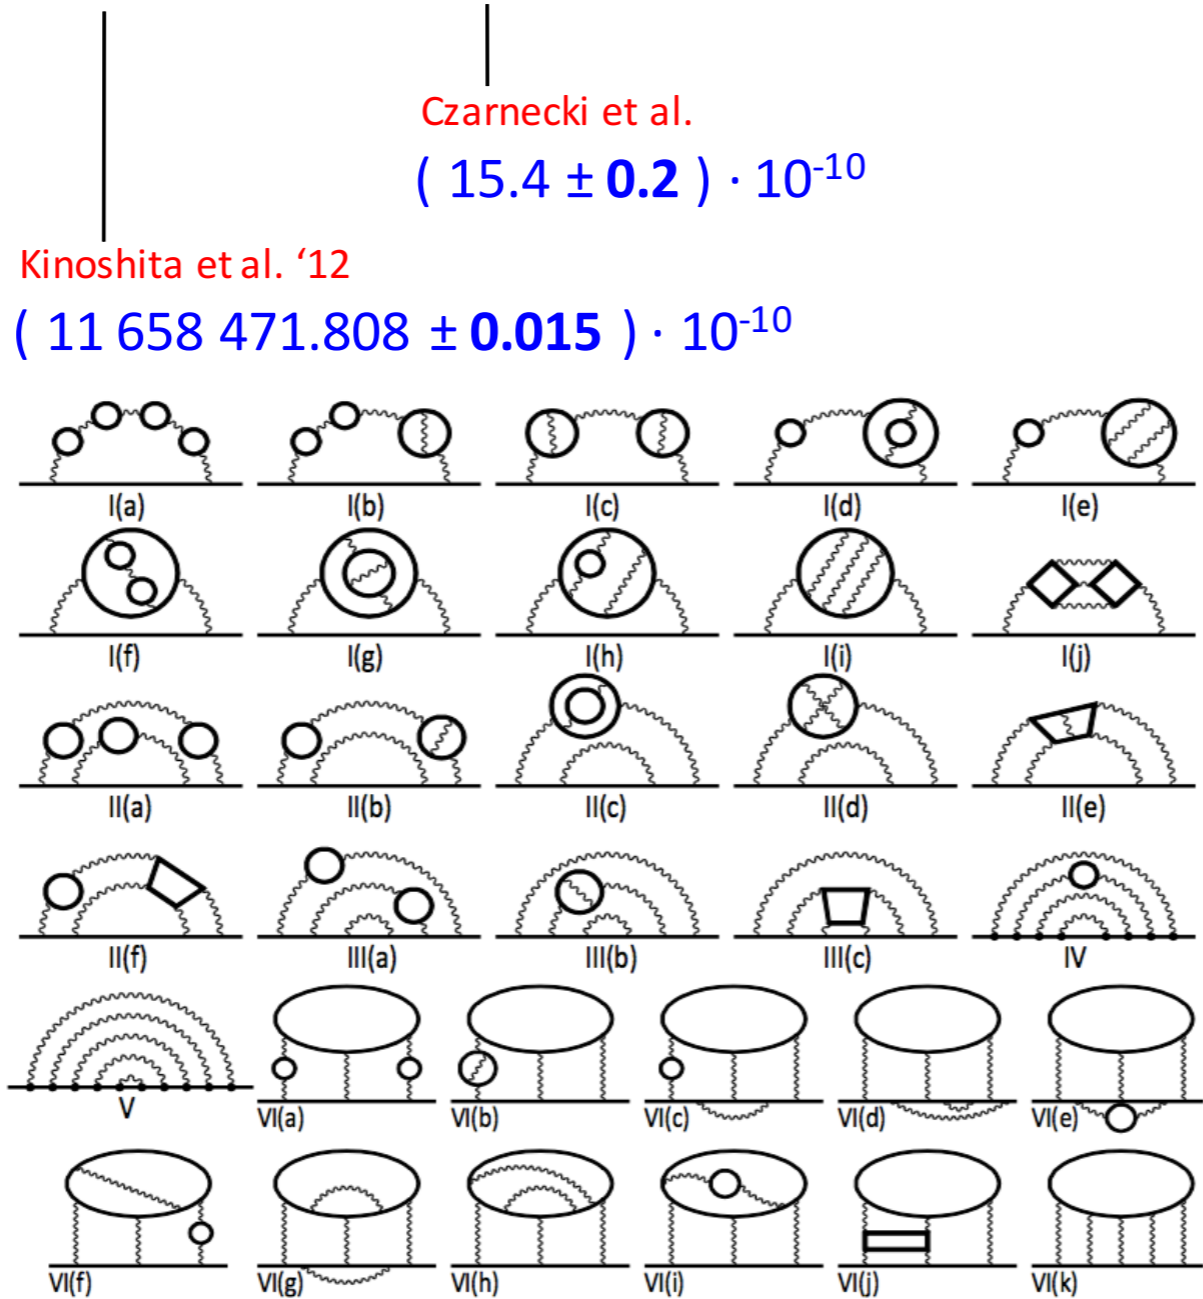 Czarnecki et al.
( 15.4 ± 0.2 ) · 10-10
Kinoshita et al. ‘12
( 11 658 471.808 ± 0.015 ) · 10-10
I(a) I(b) I(c) I(d) I(e)
I(f) I(g) I(h) I(i) I(j)
II(a) II(b) II(c) II(d) II(e)
II(f) III(a) III(b) III(c) IV
V VI(a) VI(b) VI(c) VI(d) VI(e)
VI(f) VI(g) VI(h) VI(i) VI(j) VI(k)